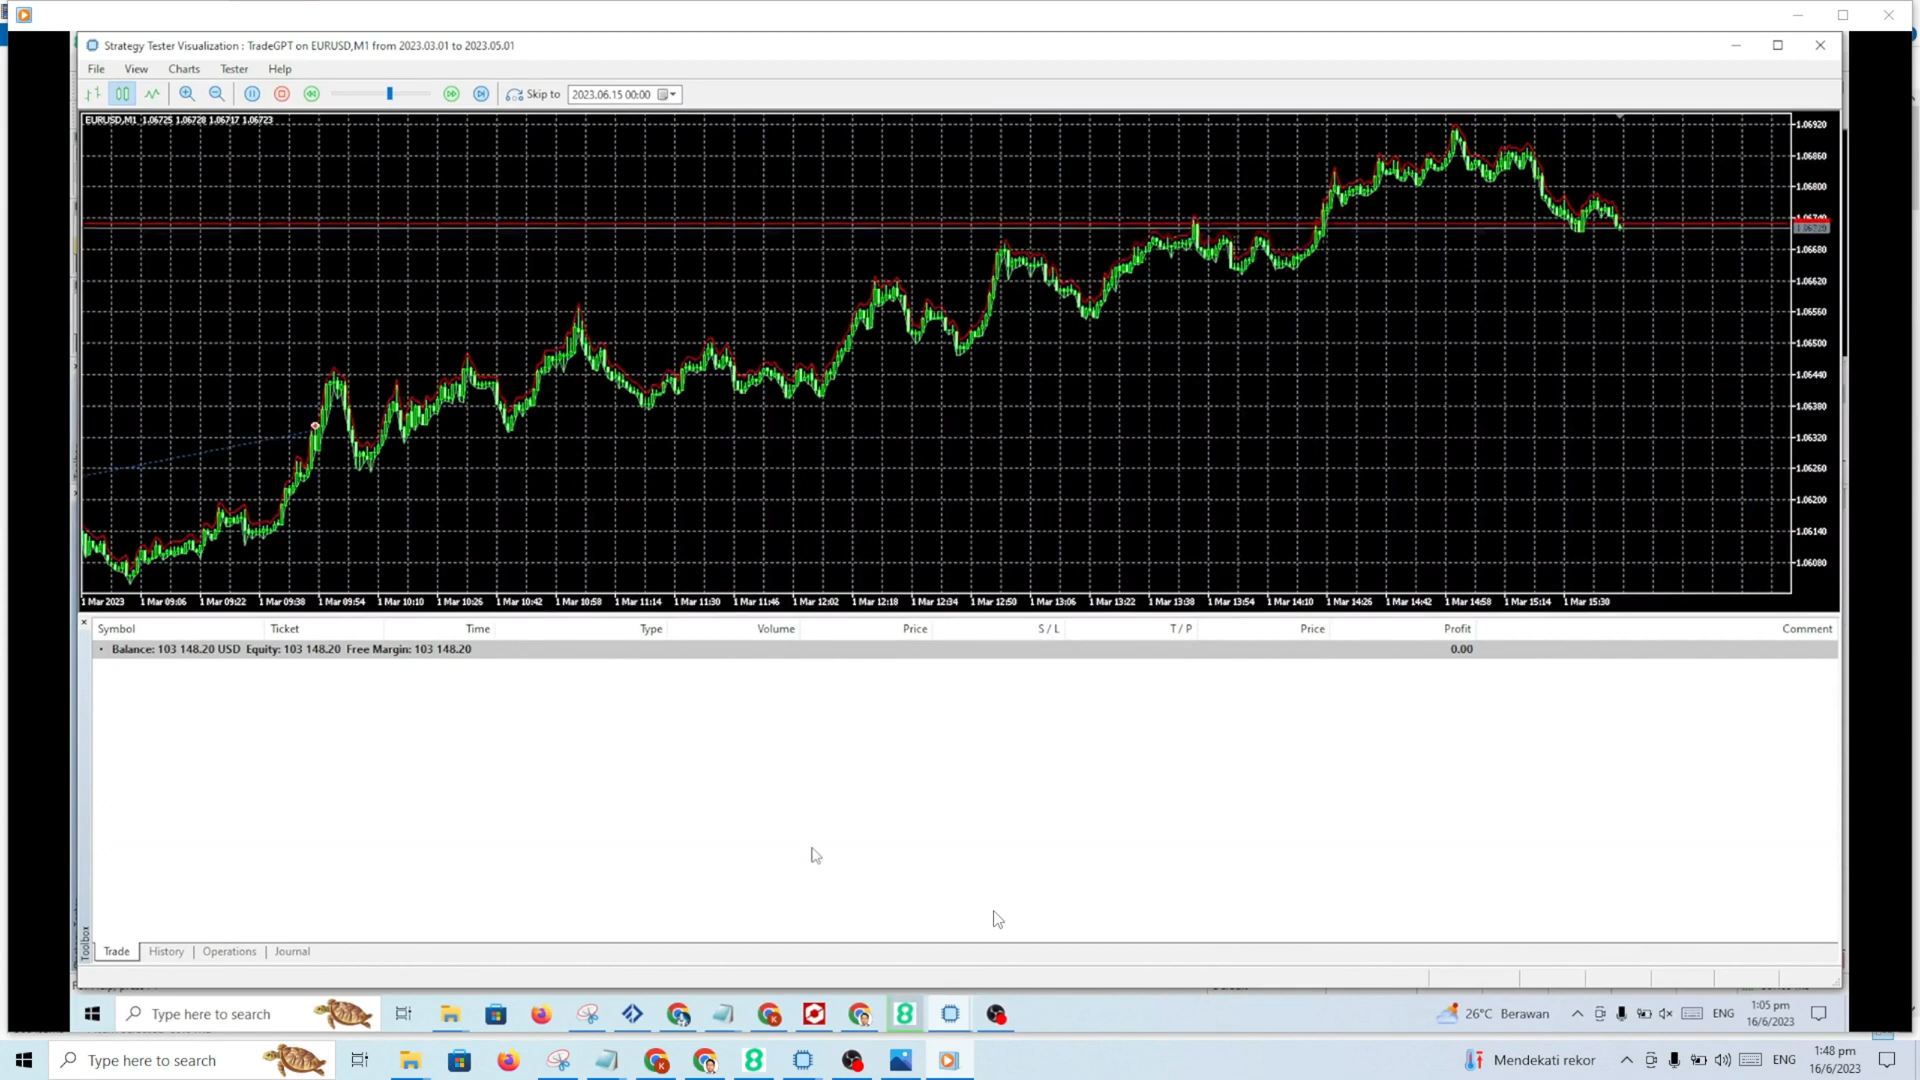 Strategy Tester Visualization : TradeGPT on EURUSD,M1 from 2023.03.01 to 2023.05.01
File View Charts Tester Help
Skip to 2023.06.15 00:00
EURUSD,M1 1.06725 1.06728 1.06717 1.06723
1.06920
1.06860
1.06800
1.06740
1.06720
1.06680
1.06620
1.06560
1.06500
1.06440
1.06380
1.06320
1.06260
1.06200
1.06140
1.06080
1 Mar 2023 1 Mar 09:06 1 Mar 09:22 1 Mar 09:38 1 Mar 09:54 1 Mar 10:10 1 Mar 10:26 1 Mar 10:42 1 Mar 10:58 1 Mar 11:14 1 Mar 11:30 1 Mar 11:46 1 Mar 12:02 1 Mar 12:18 1 Mar 12:34 1 Mar 12:50 1 Mar 13:06 1 Mar 13:22 1 Mar 13:38 1 Mar 13:54 1 Mar 14:10 1 Mar 14:26 1 Mar 14:42 1 Mar 14:58 1 Mar 15:14 1 Mar 15:30
Symbol Ticket Time Type Volume Price S / L T / P Price Profit Comment
Balance: 103 148.20 USD Equity: 103 148.20 Free Margin: 103 148.20 0.00
Toolbox
Trade History Operations Journal
Type here to search 26°C Berawan ENG 1:05 pm
16/6/2023
Type here to search Mendekati rekor ENG 1:48 pm
16/6/2023